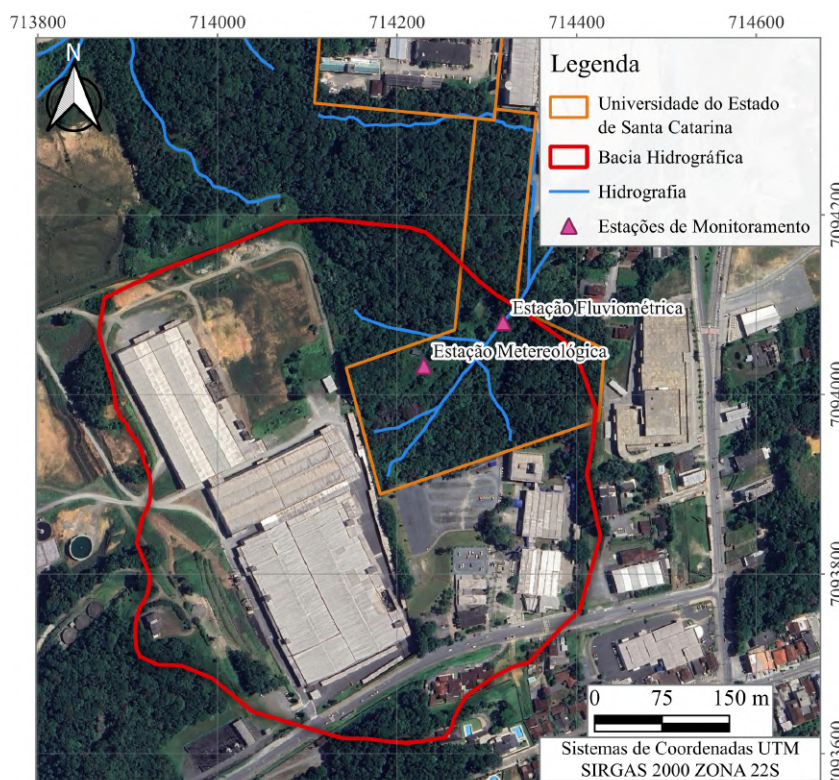 713800 714000 714200 714400 714600
N
Legenda
Universidade do Estado
de Santa Catarina
Bacia Hidrográfica
Hidrografia
Estações de Monitoramento
7094200
Estação Fluviométrica
Estação Metereológica
7094000
7093800
0 75 150 m
Sistemas de Coordenadas UTM
SIRGAS 2000 ZONA 22S
7093600